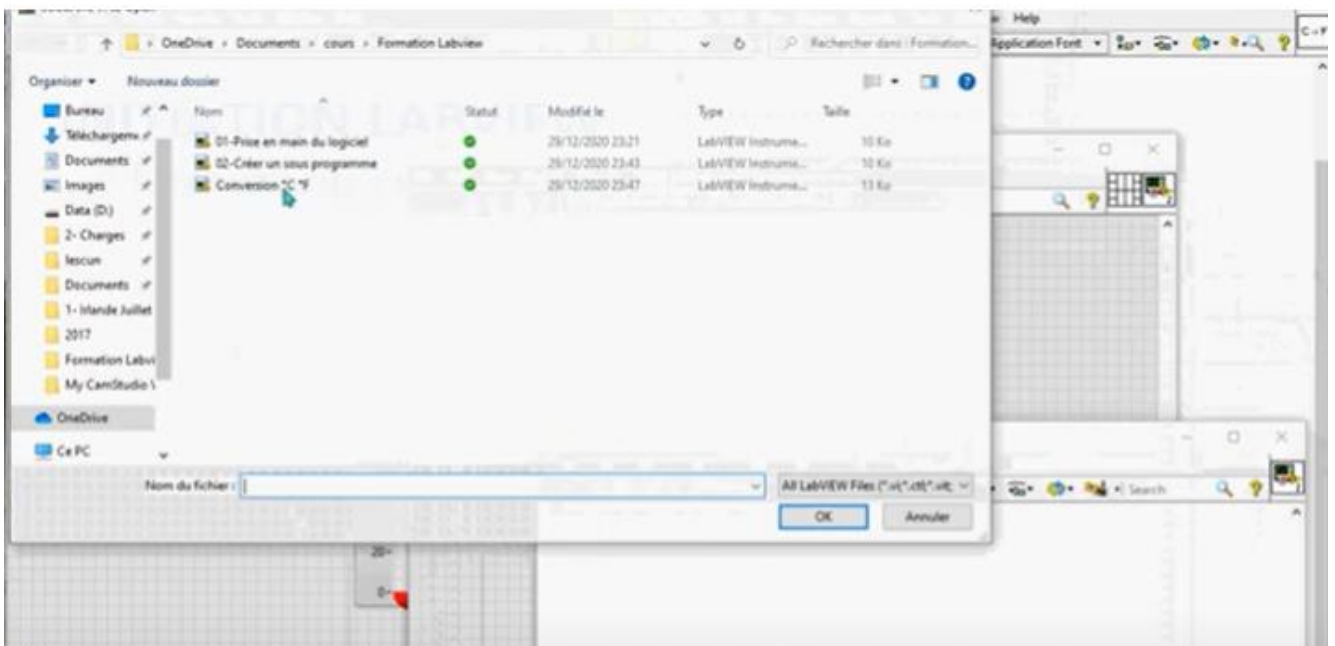 Help
OneDrive › Documents › cours › Formation Labview
Rechercher dans : Formation...
Application Font
C→F
Organiser
Nouveau dossier
Nom
Statut
Modifié le
Type
Taille
Bureau
Téléchargeme
Documents
Images
Data (D:)
2- Charges
lescun
Documents
1- Irlande Juillet
2017
Formation Labvi
My CamStudio V
OneDrive
Ce PC
01-Prise en main du logiciel
29/12/2020 23:21
LabVIEW Instrume...
10 Ko
02-Créer un sous programme
29/12/2020 23:43
LabVIEW Instrume...
10 Ko
Conversion °C °F
29/12/2020 23:47
LabVIEW Instrume...
13 Ko
Nom du fichier :
All LabVIEW Files (*.vi;*.ctl;*.vit;
OK
Annuler
Search
20
0